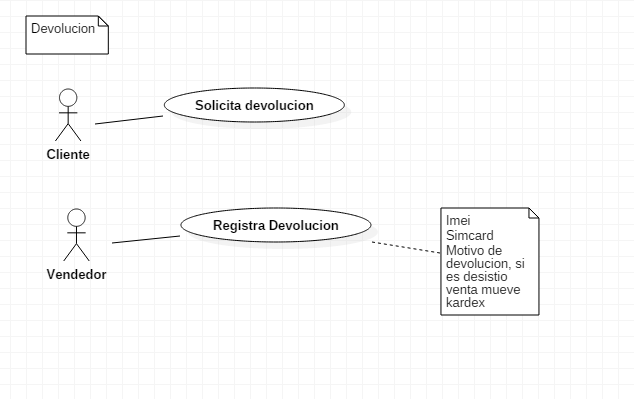 Devolucion
Solicita devolucion
Cliente
Registra Devolucion
Vendedor
Imei
Simcard
Motivo de
devolucion, si
es desistio
venta mueve
kardex